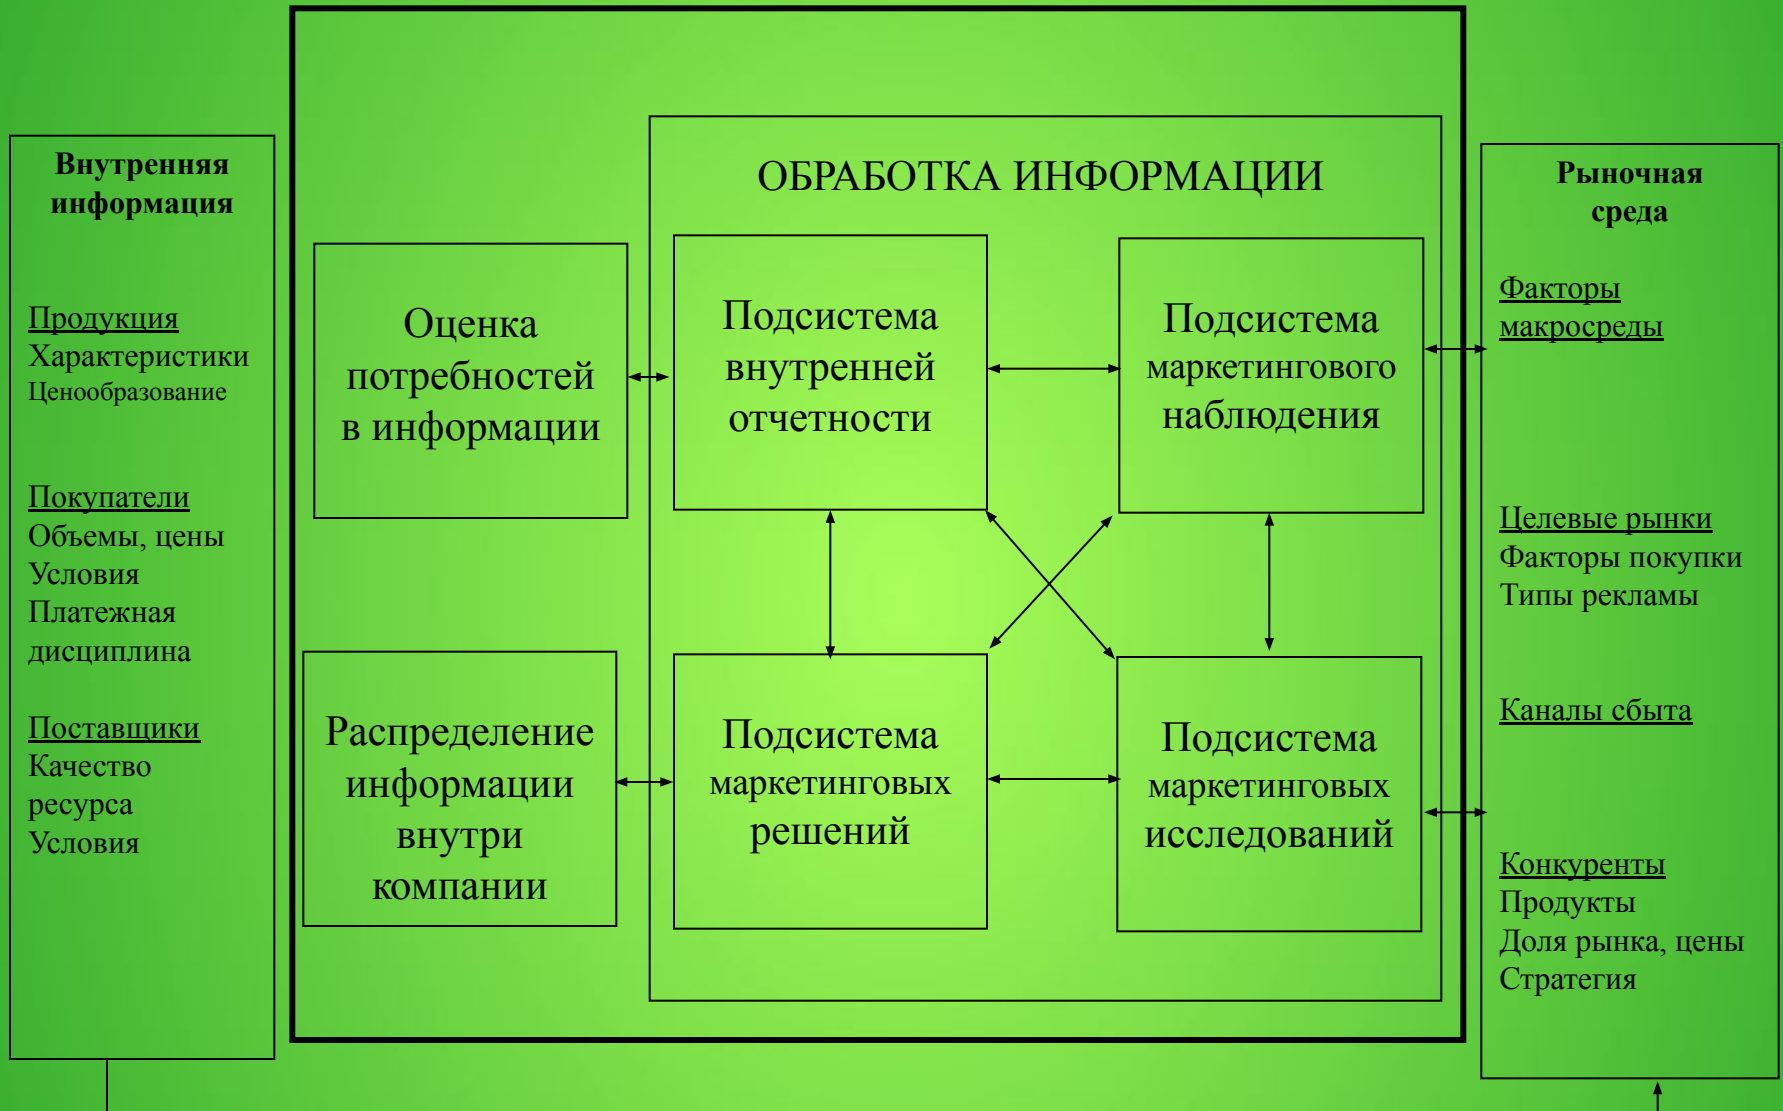 Внутренняя
информация
Продукция
Характеристики
Ценообразование
Покупатели
Объемы, цены
Условия
Платежная
дисциплина
Поставщики
Качество
ресурса
Условия
ОБРАБОТКА ИНФОРМАЦИИ
Оценка
потребностей
в информации
Подсистема
внутренней
отчетности
Подсистема
маркетингового
наблюдения
Распределение
информации
внутри
компании
Подсистема
маркетинговых
решений
Подсистема
маркетинговых
исследований
Рыночная
среда
Факторы
макросреды
Целевые рынки
Факторы покупки
Типы рекламы
Каналы сбыта
Конкуренты
Продукты
Доля рынка, цены
Стратегия